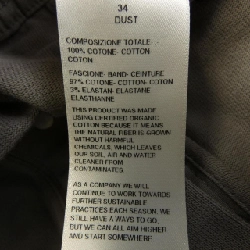 34
DUST
COMPOSIZIONE TOTALE
100% COTONE- COTTON
COTON
FASCIONE- BAND- CEINTURE
97% COTONE- COTTON- COTON
3% ELASTAN- ELASTANE
ELASTHANNE
THIS PRODUCT WAS MADE
USING CERTIFIED ORGANIC
COTTON BECAUSE IT MEANS
THE NATURAL FIBER IS GROWN
WITHOUT HARMFUL
CHEMICALS, WHICH LEAVES
OUR SOIL, AIR AND WATER
CLEANER FROM
CONTAMINATED
AS A COMPANY WE WILL
CONTINUE TO WORK TOWARDS
FURTHER SUSTAINABLE
PRACTICES EACH SEASON, WE
STILL HAVE A WAYS TO GO
BUT WE CAN ALL AIM HIGHER
AND START SOMEWHERE